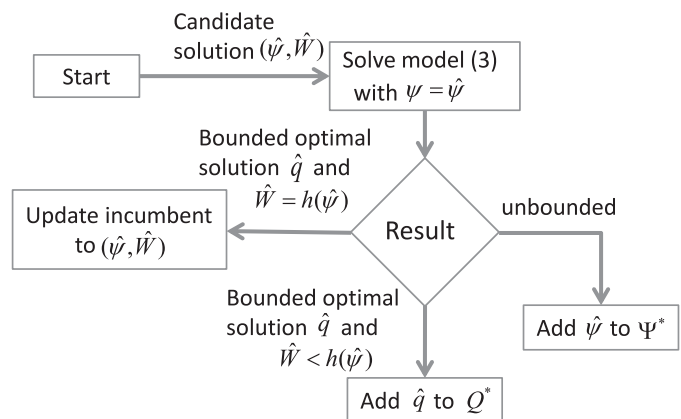 Candidate
solution (ψ̂,Ŵ)
Start
Solve model (3)
with ψ = ψ̂
Bounded optimal
solution q̂ and
Ŵ = h(ψ̂)
Update incumbent
to (ψ̂,Ŵ)
Result
unbounded
Add ψ̂ to Ψ*
Bounded optimal
solution q̂ and
Ŵ < h(ψ̂)
Add q̂ to Q*